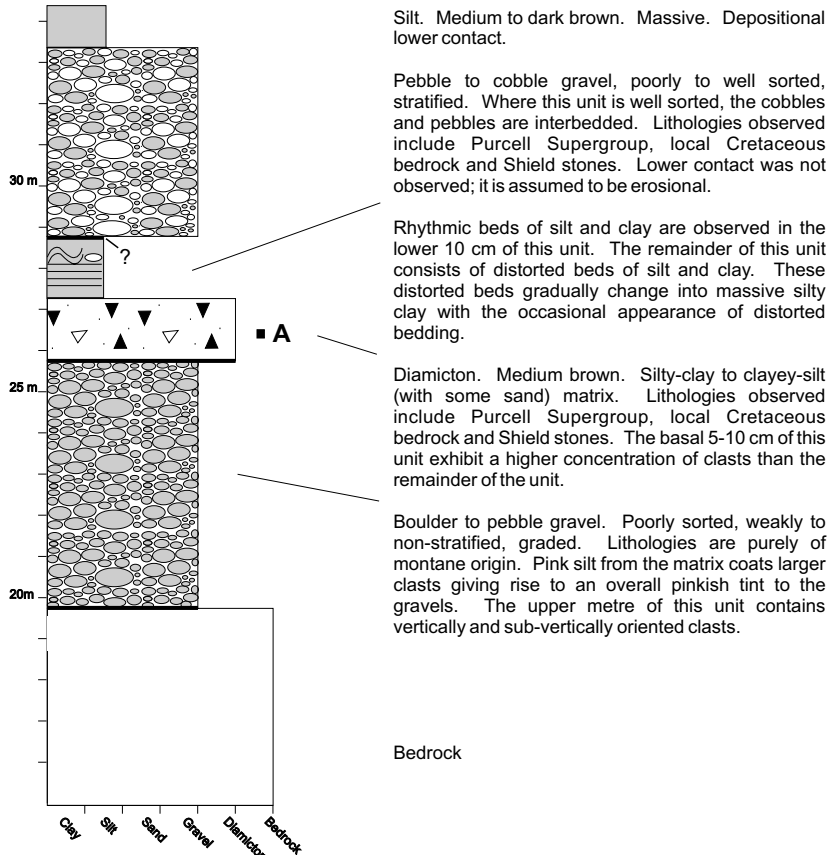 Silt. Medium to dark brown. Massive. Depositional
lower contact.
Pebble to cobble gravel, poorly to well sorted,
stratified. Where this unit is well sorted, the cobbles
and pebbles are interbedded. Lithologies observed
include Purcell Supergroup, local Cretaceous
bedrock and Shield stones. Lower contact was not
observed; it is assumed to be erosional.
30 m
?
Rhythmic beds of silt and clay are observed in the
lower 10 cm of this unit. The remainder of this unit
consists of distorted beds of silt and clay. These
distorted beds gradually change into massive silty
clay with the occasional appearance of distorted
bedding.
A
25 m
Diamicton. Medium brown. Silty-clay to clayey-silt
(with some sand) matrix. Lithologies observed
include Purcell Supergroup, local Cretaceous
bedrock and Shield stones. The basal 5-10 cm of this
unit exhibit a higher concentration of clasts than the
remainder of the unit.
Boulder to pebble gravel. Poorly sorted, weakly to
non-stratified, graded. Lithologies are purely of
montane origin. Pink silt from the matrix coats larger
clasts giving rise to an overall pinkish tint to the
gravels. The upper metre of this unit contains
vertically and sub-vertically oriented clasts.
20m
Bedrock
Clay
Silt
Sand
Gravel
Diamicton
Bedrock